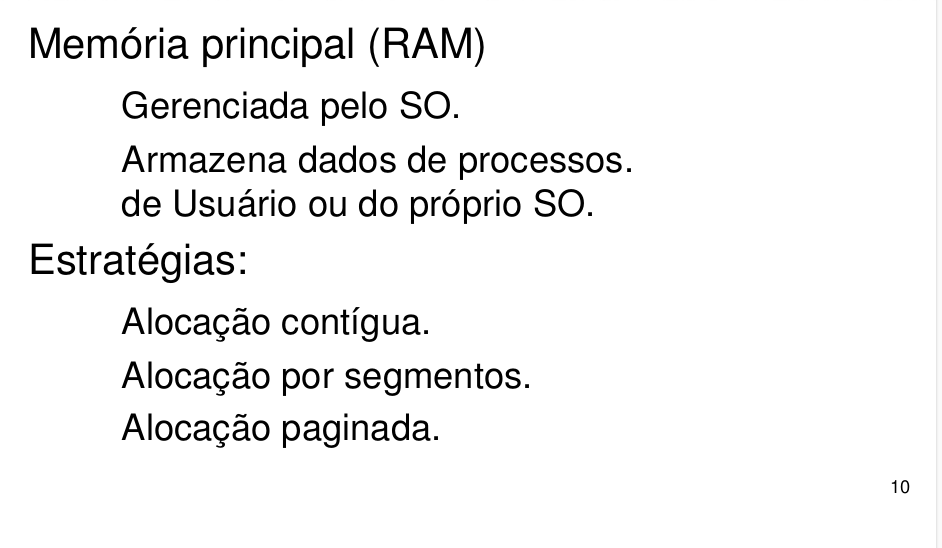 Memória principal (RAM)
Gerenciada pelo SO.
Armazena dados de processos.
de Usuário ou do próprio SO.
Estratégias:
Alocação contígua.
Alocação por segmentos.
Alocação paginada.
10